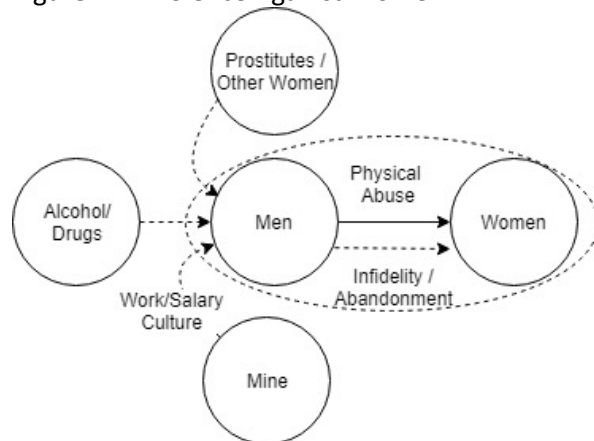 Prostitutes /
Other Women
Physical
Abuse
Alcohol/
Drugs
Men
Women
Infidelity /
Abandonment
Work/Salary
Culture
Mine